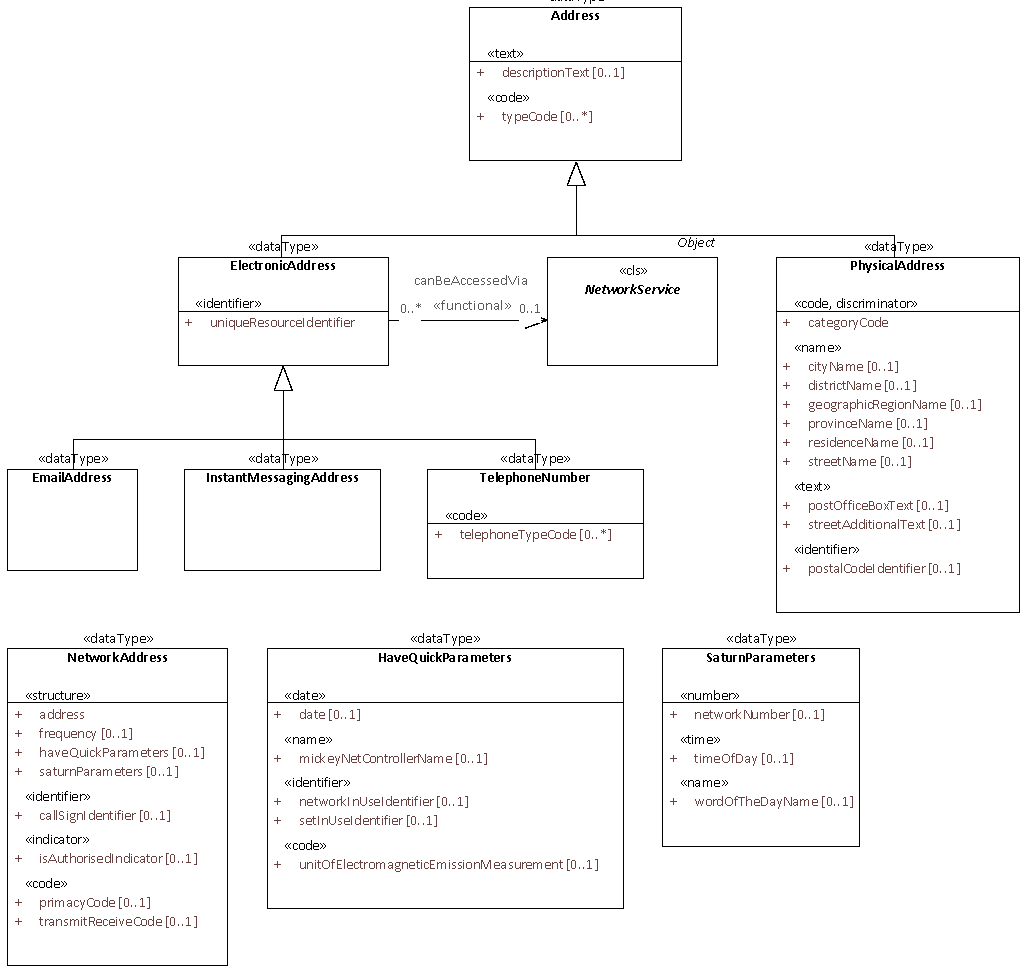 «dataType»
Address
«text»
+ descriptionText [0..1]
«code»
+ typeCode [0..*]
«dataType»
ElectronicAddress
«identifier»
+ uniqueResourceIdentifier
canBeAccessedVia
0..* «functional» 0..1
Object
«cls»
NetworkService
«dataType»
PhysicalAddress
«code, discriminator»
+ categoryCode
«name»
+ cityName [0..1]
+ districtName [0..1]
+ geographicRegionName [0..1]
+ provinceName [0..1]
+ residenceName [0..1]
+ streetName [0..1]
«text»
+ postOfficeBoxText [0..1]
+ streetAdditionalText [0..1]
«identifier»
+ postalCodeIdentifier [0..1]
«dataType»
EmailAddress
«dataType»
InstantMessagingAddress
«dataType»
TelephoneNumber
«code»
+ telephoneTypeCode [0..*]
«dataType»
NetworkAddress
«structure»
+ address
+ frequency [0..1]
+ haveQuickParameters [0..1]
+ saturnParameters [0..1]
«identifier»
+ callSignIdentifier [0..1]
«indicator»
+ isAuthorisedIndicator [0..1]
«code»
+ primacyCode [0..1]
+ transmitReceiveCode [0..1]
«dataType»
HaveQuickParameters
«date»
+ date [0..1]
«name»
+ mickeyNetControllerName [0..1]
«identifier»
+ networkInUseIdentifier [0..1]
+ setInUseIdentifier [0..1]
«code»
+ unitOfElectromagneticEmissionMeasurement [0..1]
«dataType»
SaturnParameters
«number»
+ networkNumber [0..1]
«time»
+ timeOfDay [0..1]
«name»
+ wordOfTheDayName [0..1]